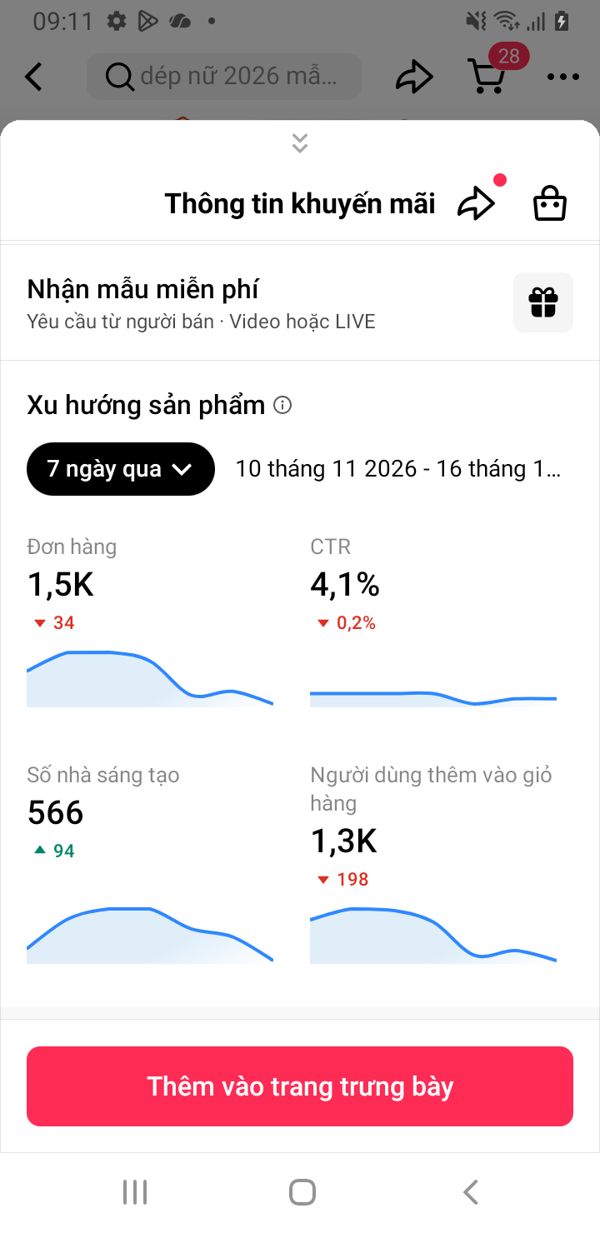 09:11
dép nữ 2026 mẫ...
28
Thông tin khuyến mãi
Nhận mẫu miễn phí
Yêu cầu từ người bán · Video hoặc LIVE
Xu hướng sản phẩm
7 ngày qua
10 tháng 11 2026 - 16 tháng 1...
Đơn hàng
1,5K
34
CTR
4,1%
0,2%
Số nhà sáng tạo
566
94
Người dùng thêm vào giỏ
hàng
1,3K
198
Thêm vào trang trưng bày